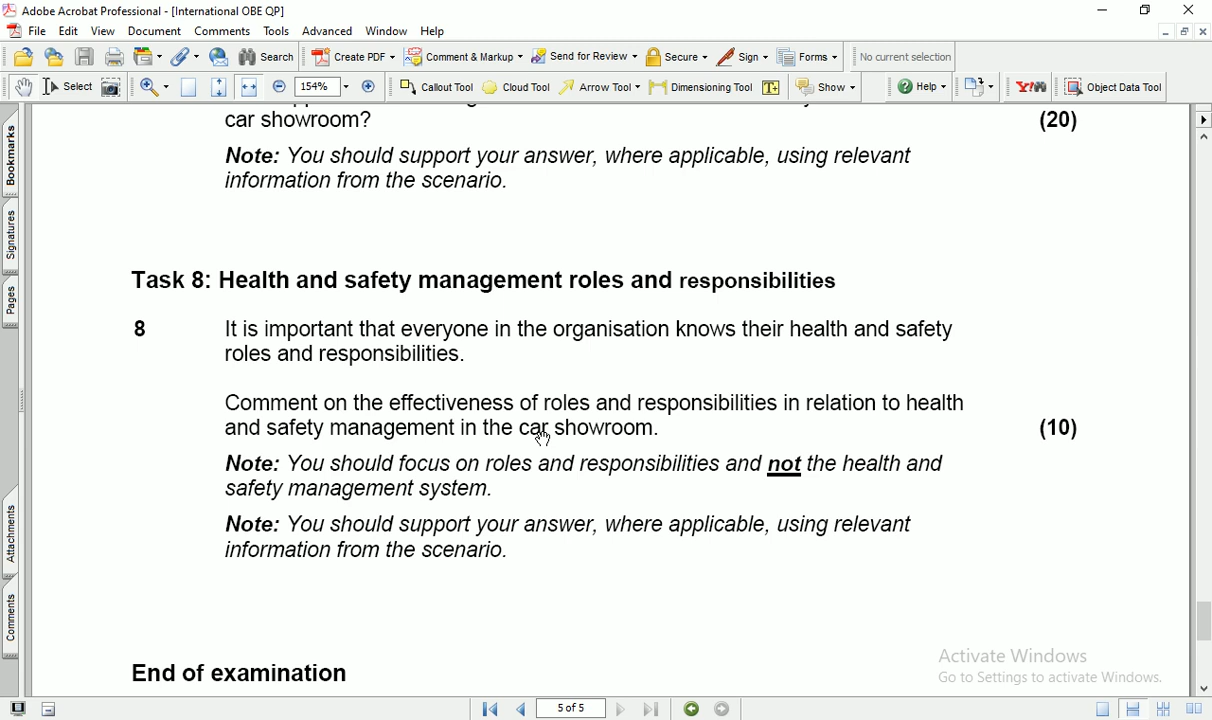 Adobe Acrobat Professional - [International OBE QP]
File Edit View Document Comments Tools Advanced Window Help
Search Create PDF Comment & Markup Send for Review Secure Sign Forms No current selection
Select 154% Callout Tool Cloud Tool Arrow Tool Dimensioning Tool Show Help Y! Object Data Tool
Bookmarks
Signatures
Pages
Attachments
Comments
car showroom? (20)
Note: You should support your answer, where applicable, using relevant
information from the scenario.
Task 8: Health and safety management roles and responsibilities
8 It is important that everyone in the organisation knows their health and safety
roles and responsibilities.
Comment on the effectiveness of roles and responsibilities in relation to health
and safety management in the car showroom. (10)
Note: You should focus on roles and responsibilities and not the health and
safety management system.
Note: You should support your answer, where applicable, using relevant
information from the scenario.
End of examination
Activate Windows
Go to Settings to activate Windows.
5 of 5